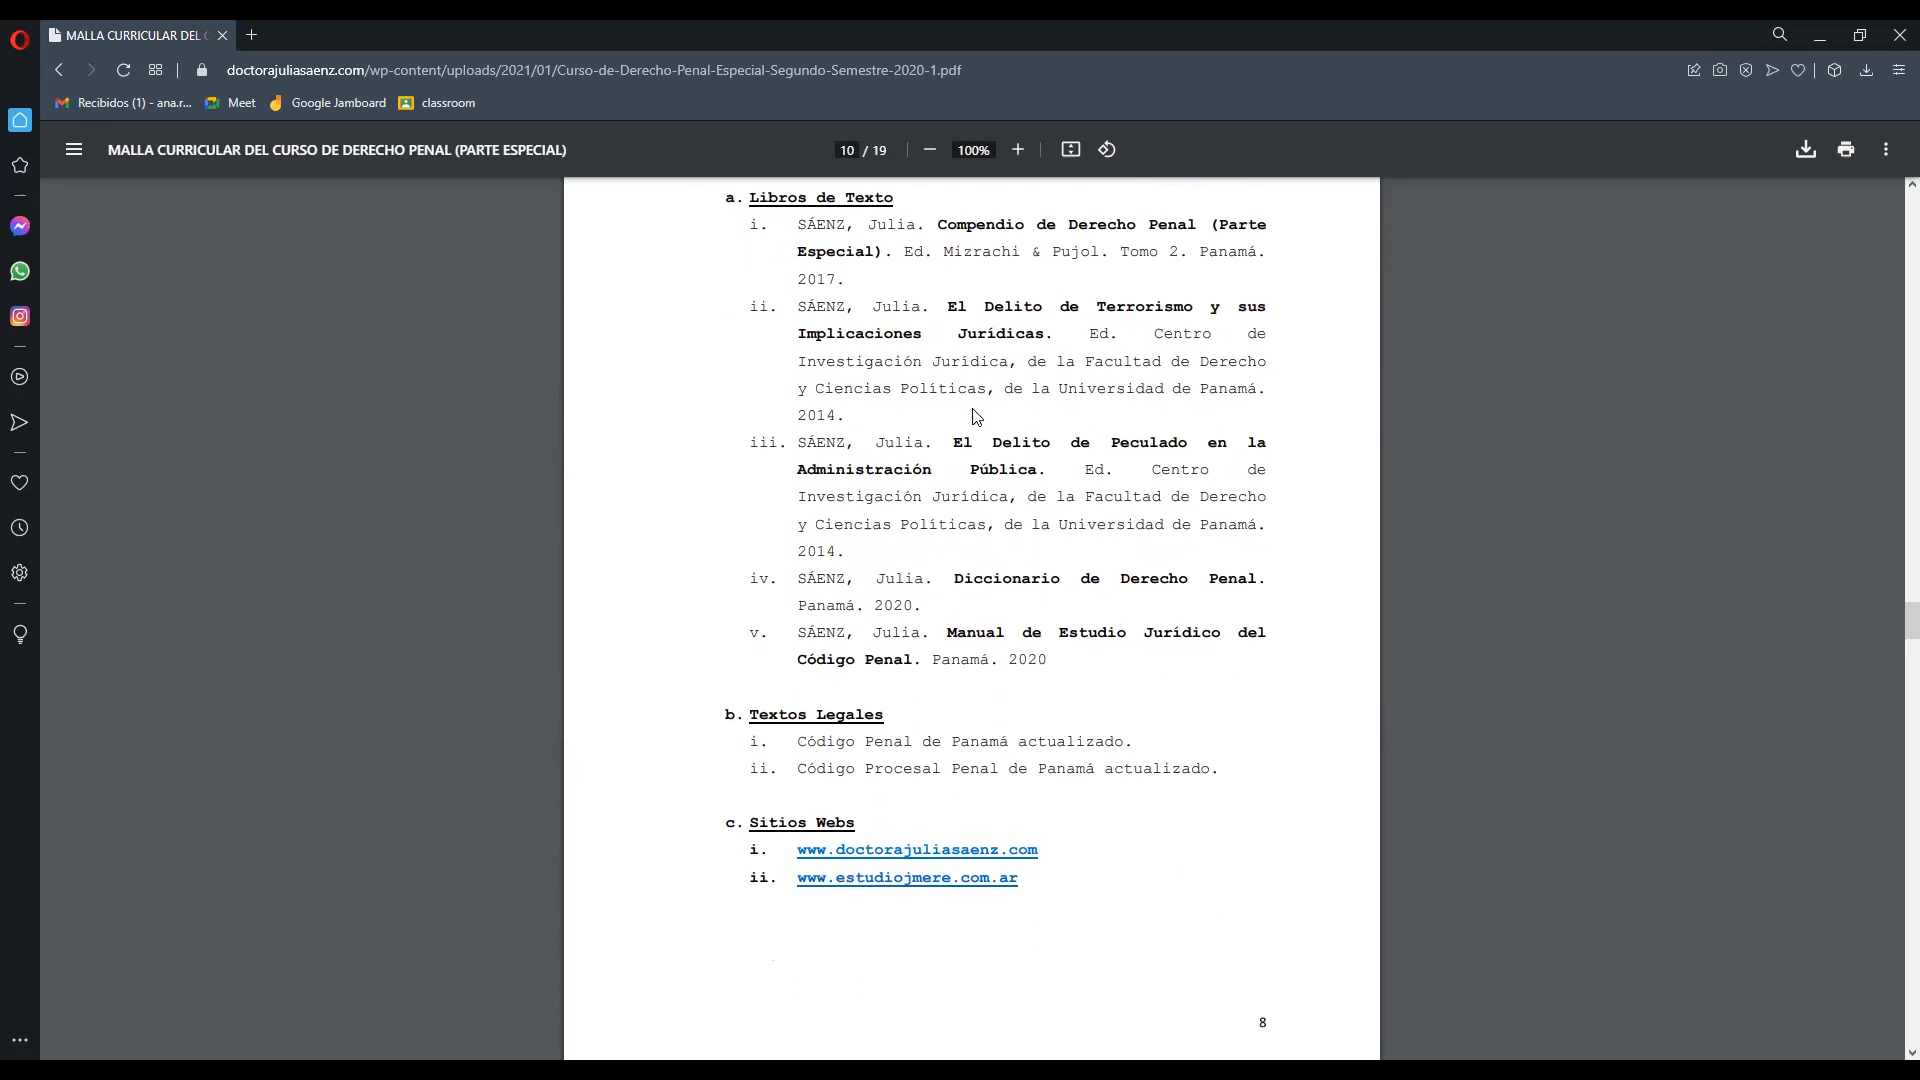 MALLA CURRICULAR DEL
doctorajuliasaenz.com/wp-content/uploads/2021/01/Curso-de-Derecho-Penal-Especial-Segundo-Semestre-2020-1.pdf
Recibidos (1) - ana.r... Meet Google Jamboard classroom
MALLA CURRICULAR DEL CURSO DE DERECHO PENAL (PARTE ESPECIAL) 10 / 19 100%
a. Libros de Texto
i. SÁENZ, Julia. Compendio de Derecho Penal (Parte
Especial). Ed. Mizrachi & Pujol. Tomo 2. Panamá.
2017.
ii. SÁENZ, Julia. El Delito de Terrorismo y sus
Implicaciones Jurídicas. Ed. Centro de
Investigación Jurídica, de la Facultad de Derecho
y Ciencias Políticas, de la Universidad de Panamá.
2014.
iii. SÁENZ, Julia. El Delito de Peculado en la
Administración Pública. Ed. Centro de
Investigación Jurídica, de la Facultad de Derecho
y Ciencias Políticas, de la Universidad de Panamá.
2014.
iv. SÁENZ, Julia. Diccionario de Derecho Penal.
Panamá. 2020.
v. SÁENZ, Julia. Manual de Estudio Jurídico del
Código Penal. Panamá. 2020
b. Textos Legales
i. Código Penal de Panamá actualizado.
ii. Código Procesal Penal de Panamá actualizado.
c. Sitios Webs
i. www.doctorajuliasaenz.com
ii. www.estudiojmere.com.ar
8